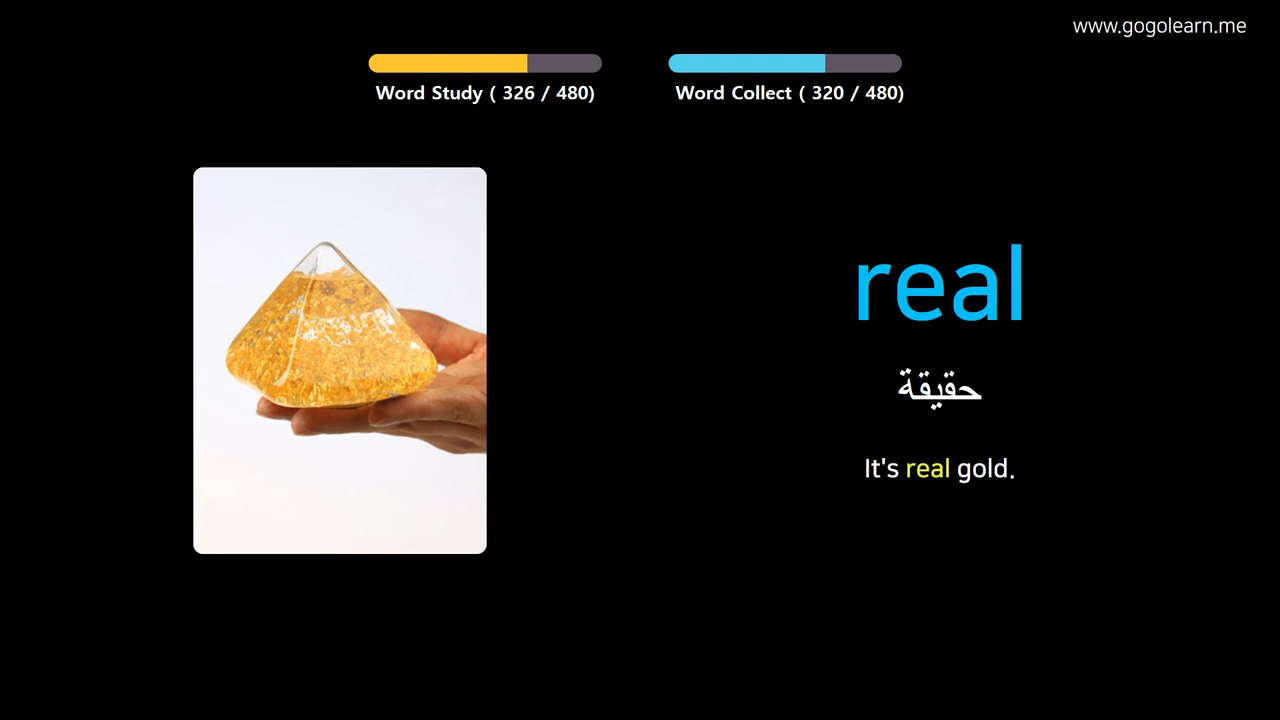 www.gogolearn.me
Word Study ( 326 / 480)
Word Collect ( 320 / 480)
real
حقيقة
It's real gold.